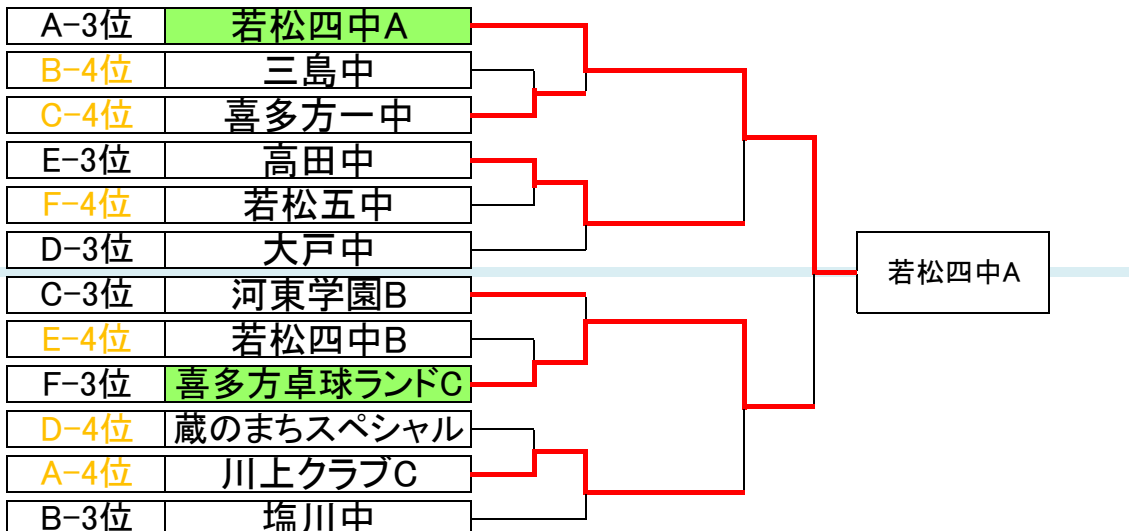 A-3位 若松四中A
B-4位 三島中
C-4位 喜多方一中
E-3位 高田中
F-4位 若松五中
D-3位 大戸中
C-3位 河東学園B
若松四中A
E-4位 若松四中B
F-3位 喜多方卓球ランドC
D-4位 蔵のまちスペシャル
A-4位 川上クラブC
B-3位 塩川中